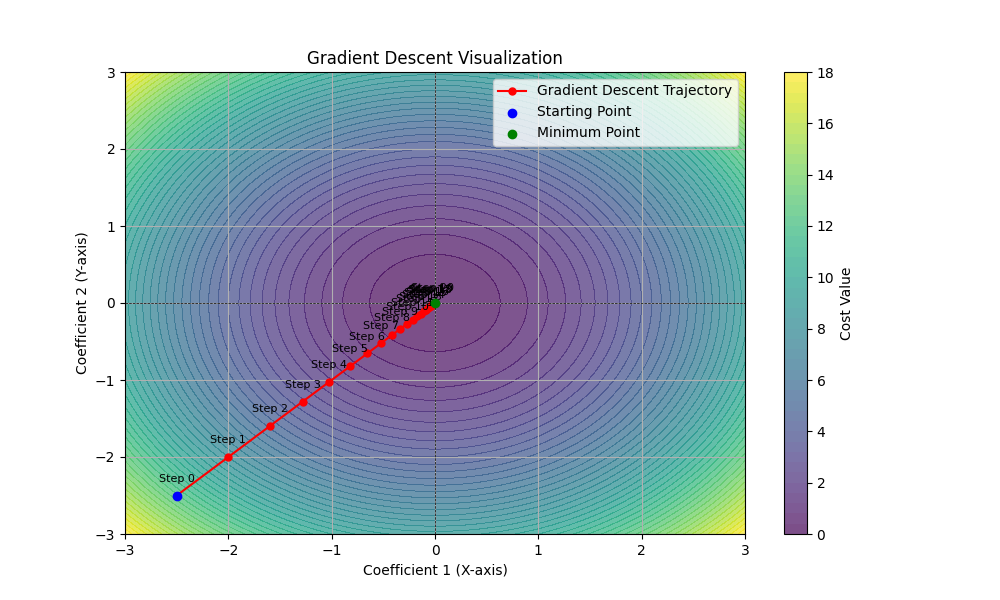 Gradient Descent Visualization
Gradient Descent Trajectory
Starting Point
Minimum Point
3
2
1
0
−1
−2
−3
Coefficient 2 (Y-axis)
Step 9
Step 8
Step 7
Step 6
Step 5
Step 4
Step 3
Step 2
Step 1
Step 0
−3
−2
−1
0
1
2
3
Coefficient 1 (X-axis)
18
16
14
12
10
8
6
4
2
0
Cost Value